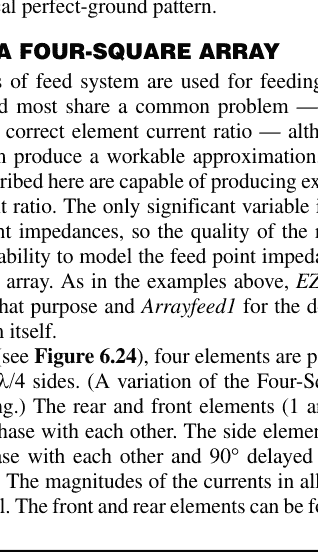 cal perfect-ground pattern.
A FOUR-SQUARE ARRAY
s of feed system are used for feeding
d most share a common problem —
correct element current ratio — alth
n produce a workable approximation.
ribed here are capable of producing ex
t ratio. The only significant variable i
nt impedances, so the quality of the r
ability to model the feed point impeda
array. As in the examples above, EZ
hat purpose and Arrayfeed1 for the d
n itself.
(see Figure 6.24), four elements are p
λ/4 sides. (A variation of the Four-Sq
ng.) The rear and front elements (1 an
hase with each other. The side elemen
ase with each other and 90° delayed
The magnitudes of the currents in all
l. The front and rear elements can be fo